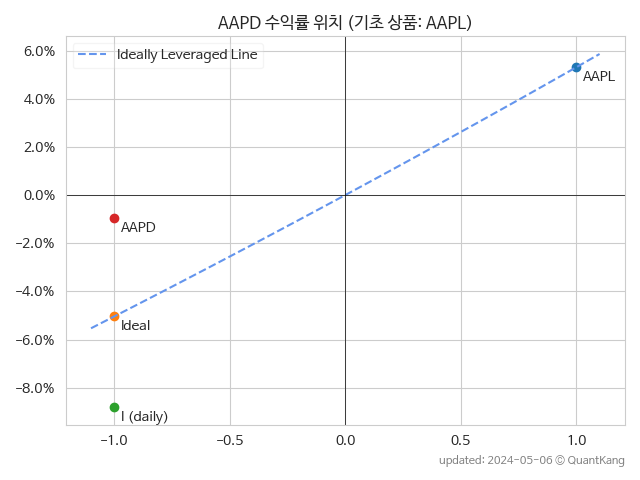 AAPD 수익률 위치 (기초 상품: AAPL)
Ideally Leveraged Line
6.0%
4.0%
2.0%
0.0%
−2.0%
−4.0%
−6.0%
−8.0%
AAPL
AAPD
Ideal
I (daily)
−1.0
−0.5
0.0
0.5
1.0
updated: 2024-05-06 © QuantKang